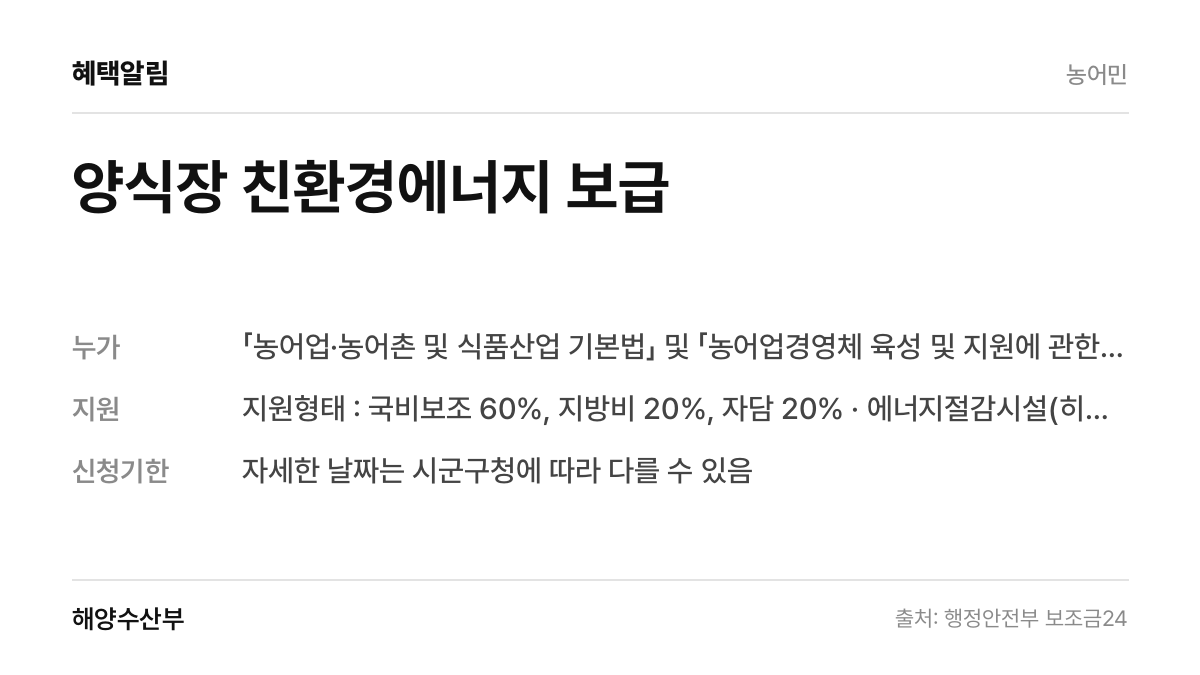 혜택알림
농어민
양식장 친환경에너지 보급
누가 「농어업·농어촌 및 식품산업 기본법」 및 「농어업경영체 육성 및 지원에 관한...
지원 지원형태 : 국비보조 60%, 지방비 20%, 자담 20% · 에너지절감시설(히...
신청기한 자세한 날짜는 시군구청에 따라 다를 수 있음
해양수산부
출처: 행정안전부 보조금24